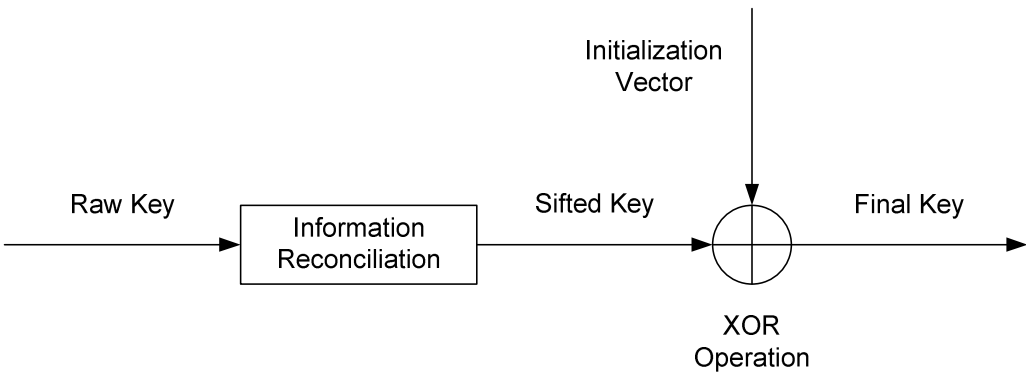 Initialization
Vector
Raw Key
Information
Reconciliation
Sifted Key
Final Key
XOR
Operation